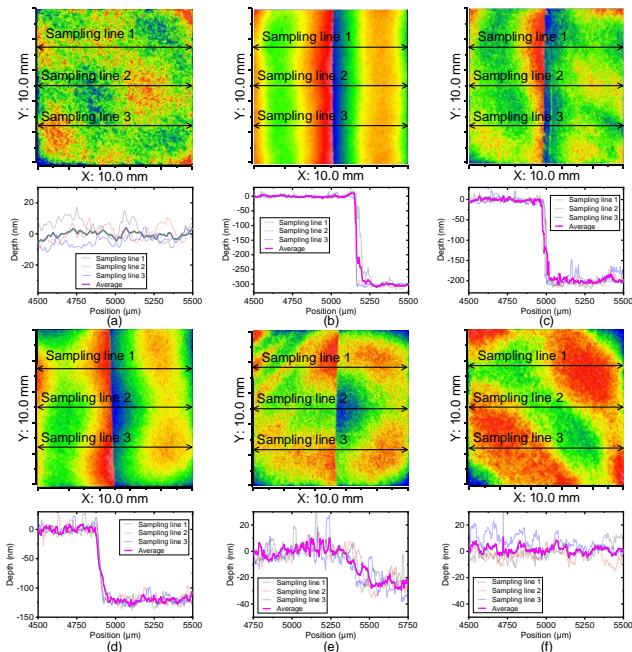 Sampling line 1
Sampling line 2
Sampling line 3
Y: 10.0 mm
X: 10.0 mm
Sampling line 1
Sampling line 2
Sampling line 3
Y: 10.0 mm
X: 10.0 mm
Sampling line 1
Sampling line 2
Sampling line 3
Y: 10.0 mm
X: 10.0 mm
Depth (nm)
20
0
-20
Sampling line 1
Sampling line 2
Sampling line 3
Average
4500 4750 5000 5250 5500
Position (μm)
(a)
Depth (nm)
0
-50
-100
-150
-200
-250
-300
Sampling line 1
Sampling line 2
Sampling line 3
Average
4500 4750 5000 5250 5500
Position (μm)
(b)
Depth (nm)
0
-50
-100
-150
-200
Sampling line 1
Sampling line 2
Sampling line 3
Average
4500 4750 5000 5250 5500
Position (μm)
(c)
Sampling line 1
Sampling line 2
Sampling line 3
Y: 10.0 mm
X: 10.0 mm
Sampling line 1
Sampling line 2
Sampling line 3
Y: 10.0 mm
X: 10.0 mm
Sampling line 1
Sampling line 2
Sampling line 3
Y: 10.0 mm
X: 10.0 mm
Depth (nm)
0
-50
-100
-150
Sampling line 1
Sampling line 2
Sampling line 3
Average
4500 4750 5000 5250 5500
Position (μm)
(d)
Depth (nm)
20
0
-20
-40
Sampling line 1
Sampling line 2
Sampling line 3
Average
4750 5000 5250 5500 5750
Position (μm)
(e)
Depth (nm)
20
0
-20
-40
Sampling line 1
Sampling line 2
Sampling line 3
Average
4500 4750 5000 5250 5500
Position (μm)
(f)